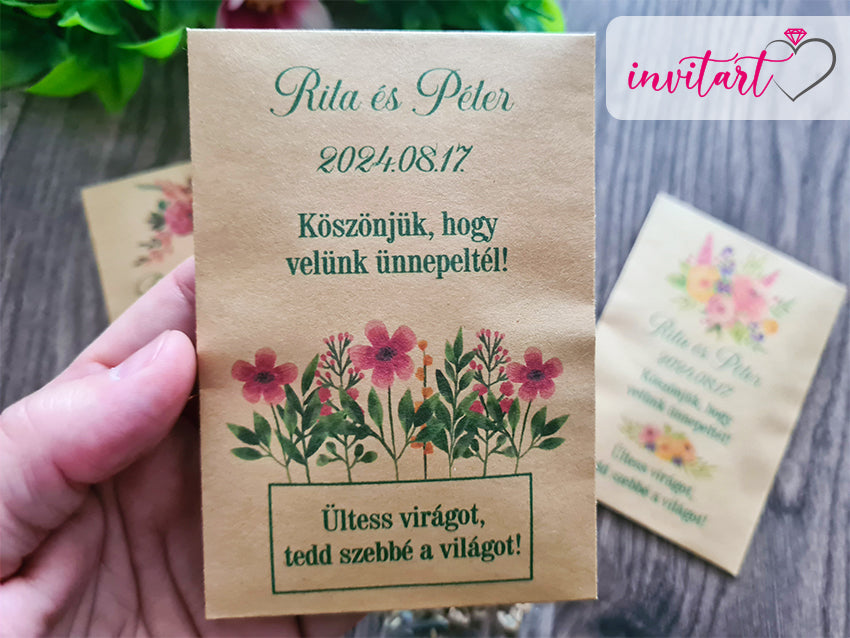 invitart
Rita és Péter
2024.08.17.
Köszönjük, hogy
velünk ünnepeltél!
Ültess virágot,
tedd szebbé a világot!
Rita és Péter
2024.08.17.
Köszönjük, hogy
velünk ünnepeltél!
Ültess virágot,
tedd szebbé a világot!